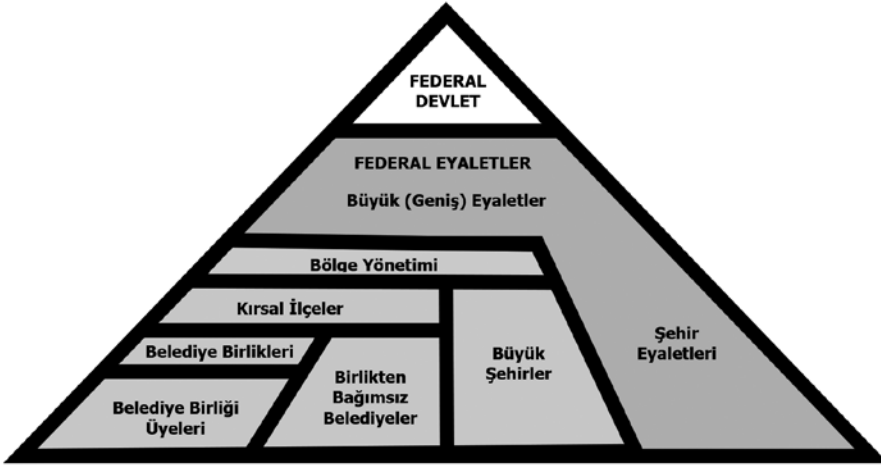 FEDERAL
DEVLET
FEDERAL EYALETLER
Büyük (Geniş) Eyaletler
Bölge Yönetimi
Kırsal İlçeler
Belediye Birlikleri
Belediye Birliği
Üyeleri
Birlikten
Bağımsız
Belediyeler
Büyük
Şehirler
Şehir
Eyaletleri